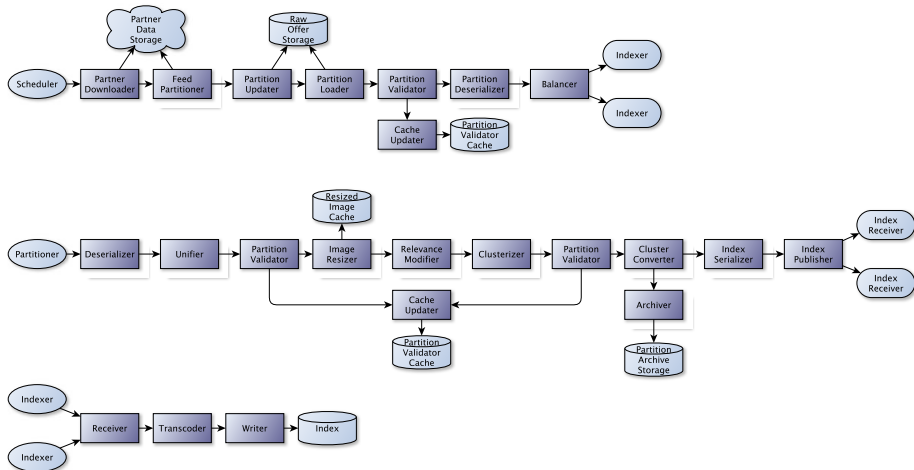 Partner
Data
Storage
Raw
Offer
Storage
Scheduler
Partner
Downloader
Feed
Partitioner
Partition
Updater
Partition
Loader
Partition
Validator
Partition
Deserializer
Balancer
Indexer
Indexer
Cache
Updater
Partition
Validator
Cache
Resized
Image
Cache
Partitioner
Deserializer
Unifier
Partition
Validator
Image
Resizer
Relevance
Modifier
Clusterizer
Partition
Validator
Cluster
Converter
Index
Serializer
Index
Publisher
Index
Receiver
Index
Receiver
Cache
Updater
Archiver
Partition
Validator
Cache
Partition
Archive
Storage
Indexer
Indexer
Receiver
Transcoder
Writer
Index